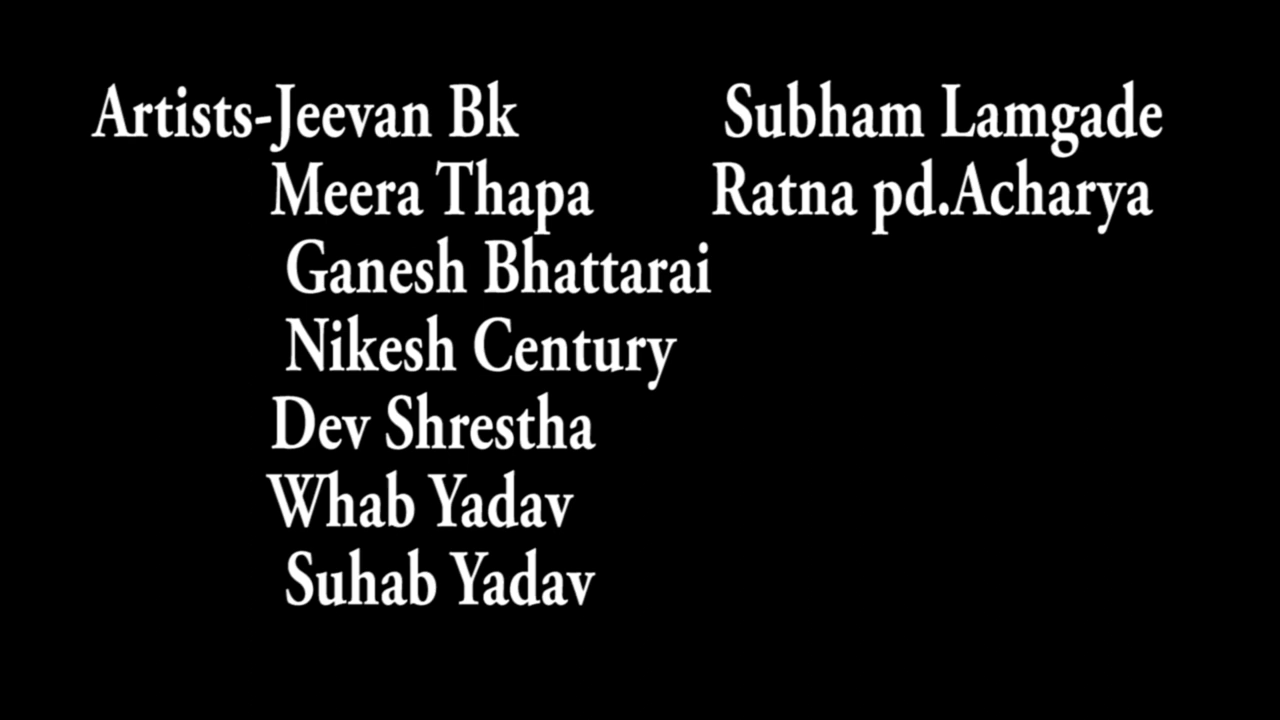 Artists-Jeevan Bk Subham Lamgade
Meera Thapa Ratna pd.Acharya
Ganesh Bhattarai
Nikesh Century
Dev Shrestha
Whab Yadav
Suhab Yadav